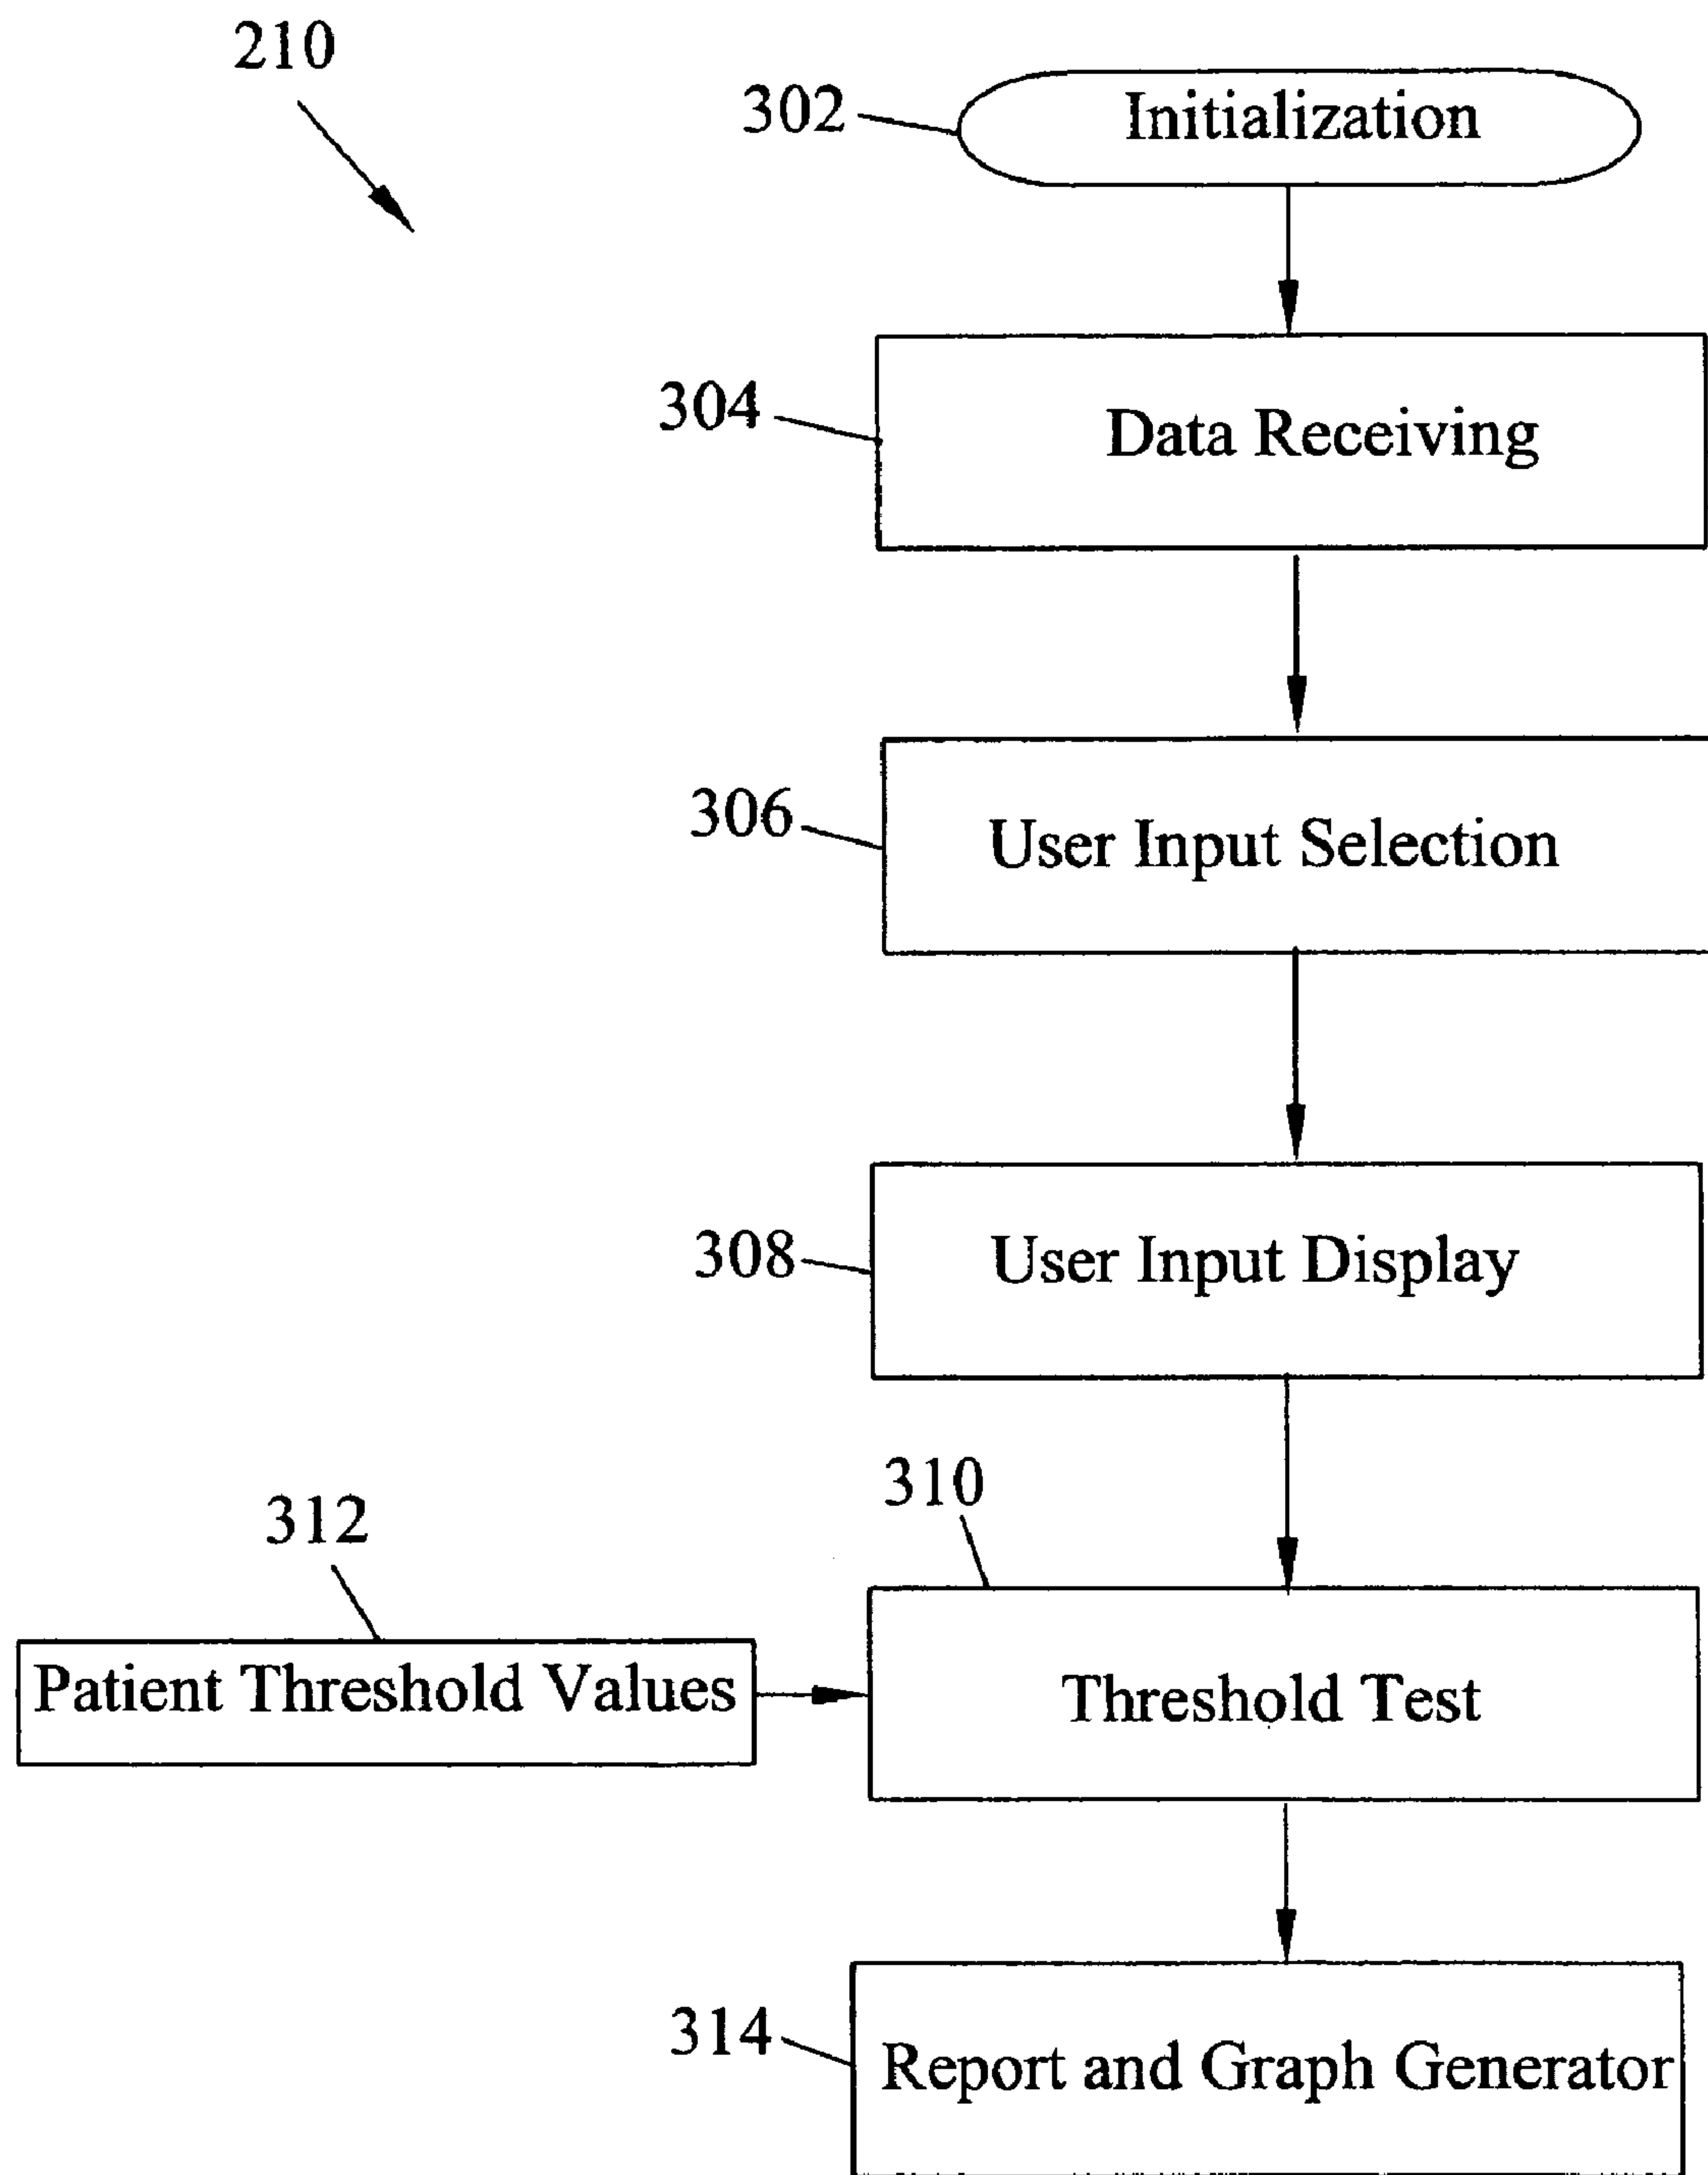 210
302
Initialization
304
Data Receiving
306
User Input Selection
308
User Input Display
310
312
Patient Threshold Values
Threshold Test
314
Report and Graph Generator